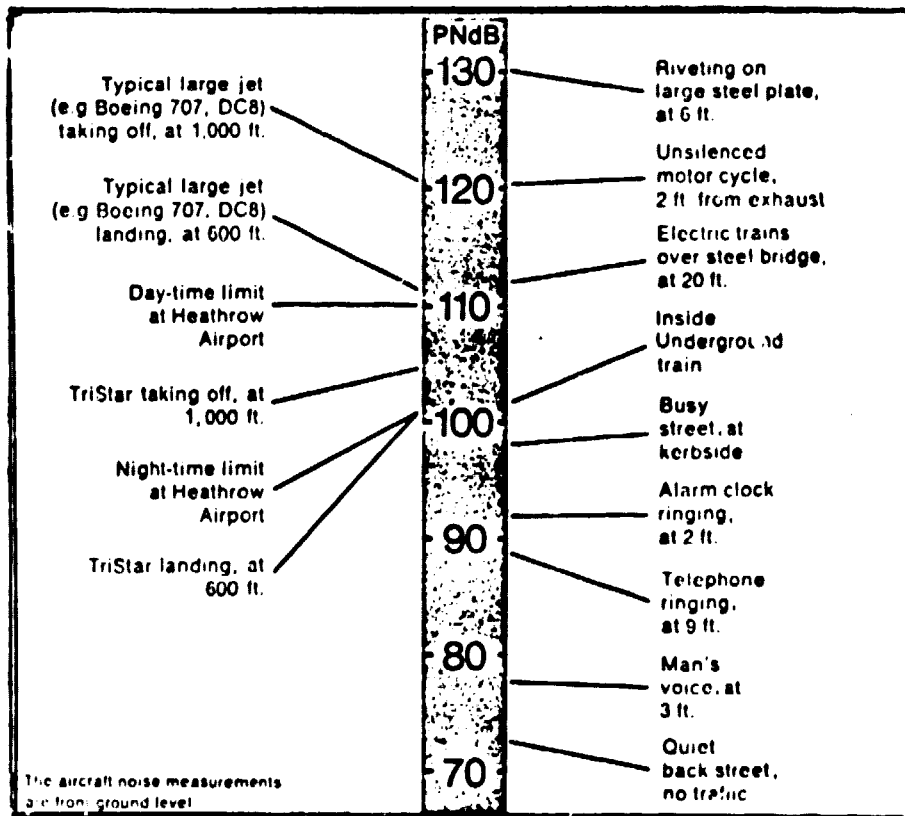 PNdB
130
120
110
100
90
80
70
Typical large jet
(e.g Boeing 707, DC8)
taking off, at 1,000 ft.
Typical large jet
(e.g Boeing 707, DC8)
landing, at 600 ft.
Day-time limit
at Heathrow
Airport
TriStar taking off, at
1,000 ft.
Night-time limit
at Heathrow
Airport
TriStar landing, at
600 ft.
The aircraft noise measurements
are from ground level
Riveting on
large steel plate,
at 6 ft.
Unsilenced
motor cycle,
2 ft. from exhaust
Electric trains
over steel bridge,
at 20 ft.
Inside
Underground
train
Busy
street, at
kerbside
Alarm clock
ringing,
at 2 ft.
Telephone
ringing,
at 9 ft.
Man's
voice, at
3 ft.
Quiet
back street,
no traffic